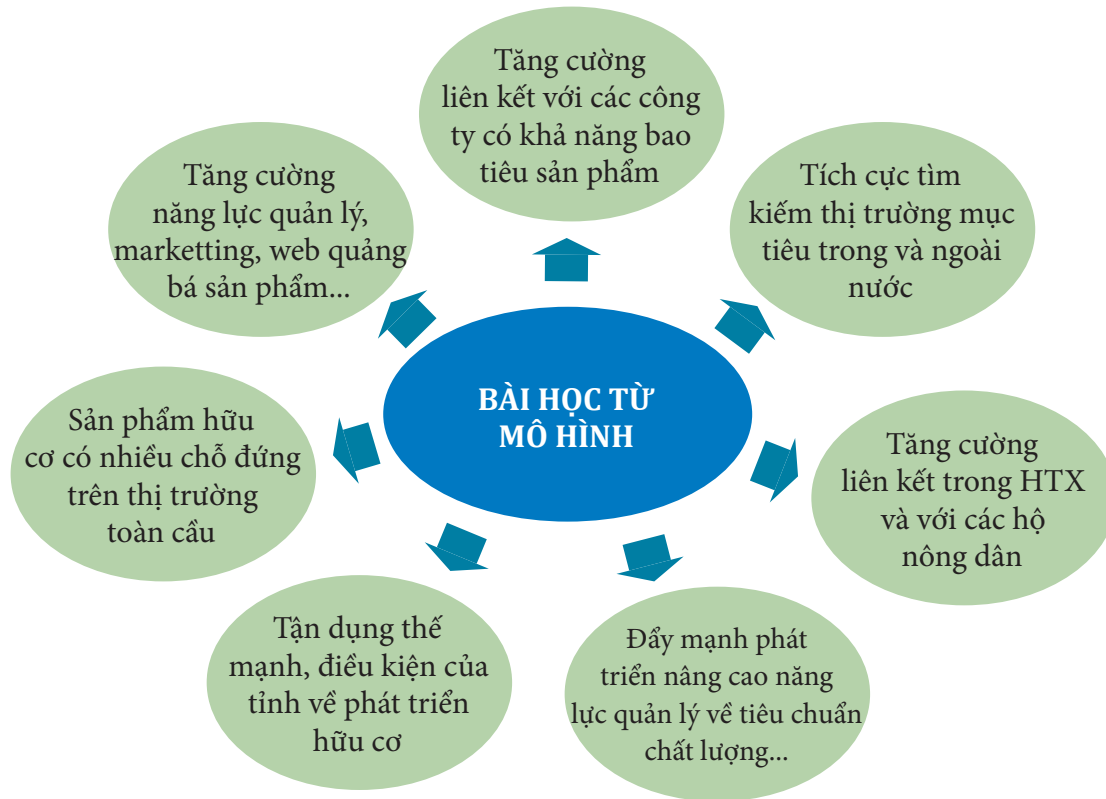 Tăng cường
liên kết với các công
ty có khả năng bao
tiêu sản phẩm
Tích cực tìm
kiếm thị trường mục
tiêu trong và ngoài
nước
Tăng cường
liên kết trong HTX
và với các hộ
nông dân
Đẩy mạnh phát
triển nâng cao năng
lực quản lý về tiêu chuẩn
chất lượng...
Tận dụng thế
mạnh, điều kiện của
tỉnh về phát triển
hữu cơ
Sản phẩm hữu
cơ có nhiều chỗ đứng
trên thị trường
toàn cầu
Tăng cường
năng lực quản lý,
marketting, web quảng
bá sản phẩm...
BÀI HỌC TỪ
MÔ HÌNH